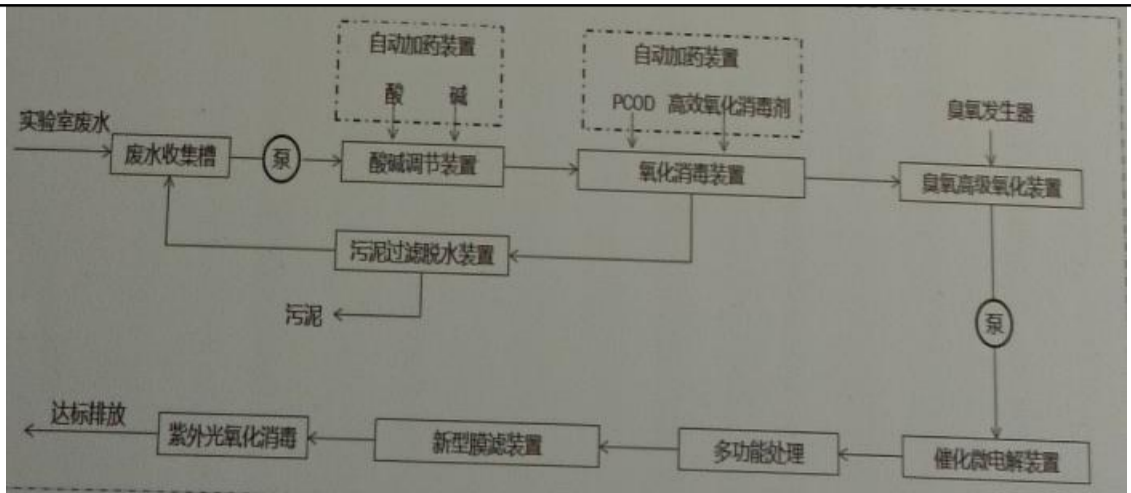 自动加药装置
酸 碱
自动加药装置
PCOD 高效氧化消毒剂
臭氧发生器
实验室废水
废水收集槽
泵
酸碱调节装置
氧化消毒装置
臭氧高级氧化装置
污泥过滤脱水装置
污泥
泵
达标排放
紫外光氧化消毒
新型膜滤装置
多功能处理
催化微电解装置